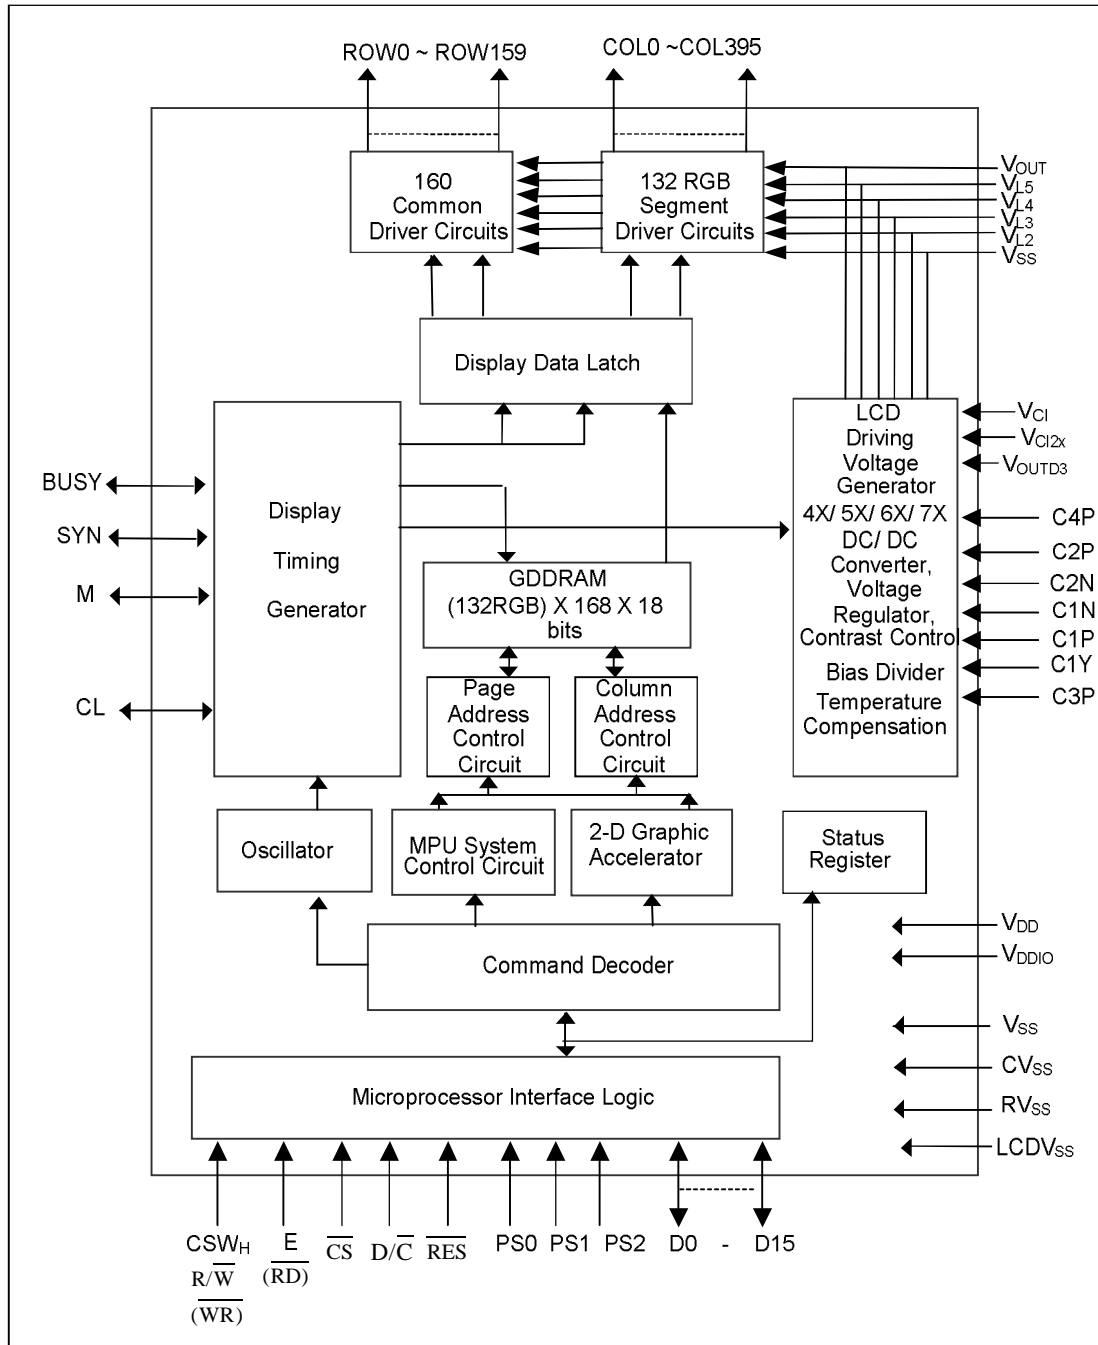 ROW0 ~ ROW159
COL0 ~COL395
160
Common
Driver Circuits
132 RGB
Segment
Driver Circuits
VOUT
VL5
VL4
VL3
VL2
VSS
Display Data Latch
LCD
Driving
Voltage
Generator
4X/ 5X/ 6X/ 7X
DC/ DC
Converter,
Voltage
Regulator,
Contrast Control
Bias Divider
Temperature
Compensation
VCI
VCI2x
VOUTD3
C4P
C2P
C2N
C1N
C1P
C1Y
C3P
BUSY
SYN
M
CL
Display
Timing
Generator
GDDRAM
(132RGB) X 168 X 18
bits
Page
Address
Control
Circuit
Column
Address
Control
Circuit
Oscillator
MPU System
Control Circuit
2-D Graphic
Accelerator
Status
Register
Command Decoder
VDD
VDDIO
VSS
CVSS
RVSS
LCDVSS
Microprocessor Interface Logic
CSWH
R/W̅
(W̅R̅)
E
(R̅D̅)
C̅S̅
D/C̅
R̅E̅S̅
PS0
PS1
PS2
D0 - D15